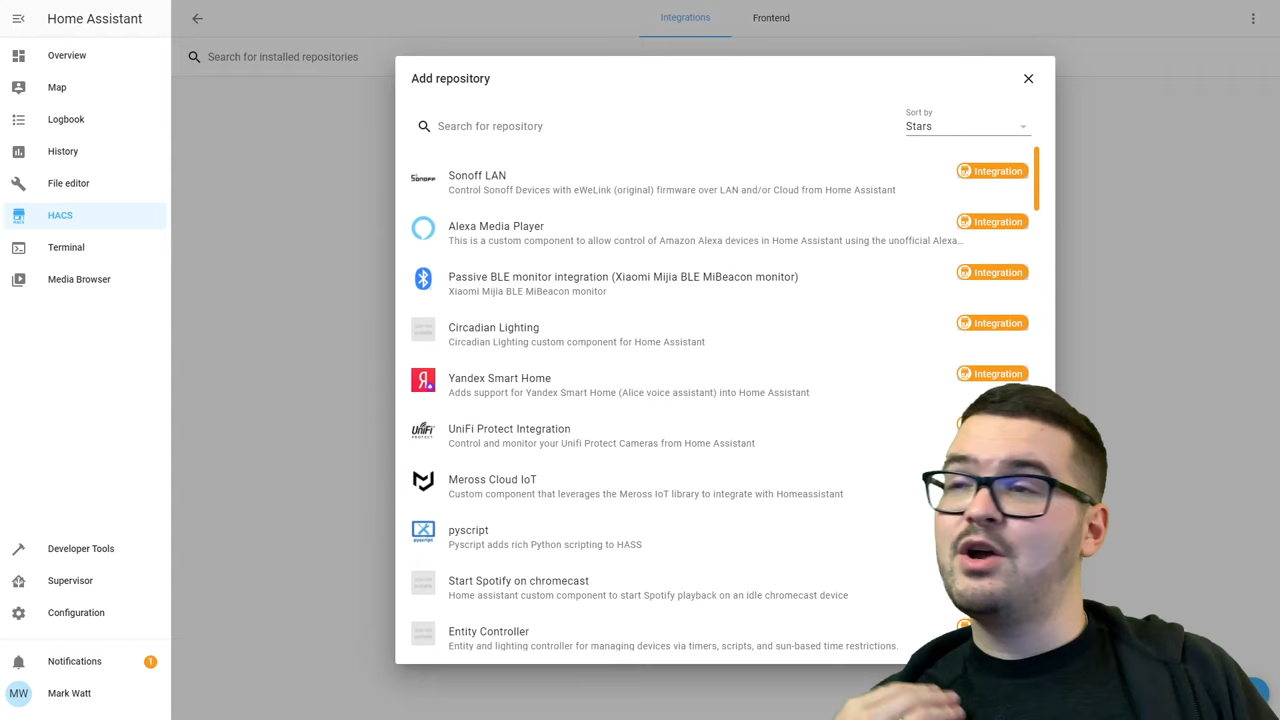 Home Assistant
Integrations
Frontend
Overview
Search for installed repositories
Map
Logbook
History
File editor
HACS
Terminal
Media Browser
Developer Tools
Supervisor
Configuration
Notifications
1
MW
Mark Watt
Add repository
Search for repository
Sort by
Stars
SONOFF
Sonoff LAN
Integration
Control Sonoff Devices with eWeLink (original) firmware over LAN and/or Cloud from Home Assistant
Alexa Media Player
Integration
This is a custom component to allow control of Amazon Alexa devices in Home Assistant using the unofficial Alexa…
Passive BLE monitor integration (Xiaomi Mijia BLE MiBeacon monitor)
Integration
Xiaomi Mijia BLE MiBeacon monitor
Circadian Lighting
Integration
Circadian Lighting custom component for Home Assistant
Я
Yandex Smart Home
Integration
Adds support for Yandex Smart Home (Alice voice assistant) into Home Assistant
UniFi
PROTECT
UniFi Protect Integration
Control and monitor your Unifi Protect Cameras from Home Assistant
Meross Cloud IoT
Custom component that leverages the Meross IoT library to integrate with Homeassistant
pyscript
pyscript
Pyscript adds rich Python scripting to HASS
Start Spotify on chromecast
Home assistant custom component to start Spotify playback on an idle chromecast device
Entity Controller
Entity and lighting controller for managing devices via timers, scripts, and sun-based time restrictions.